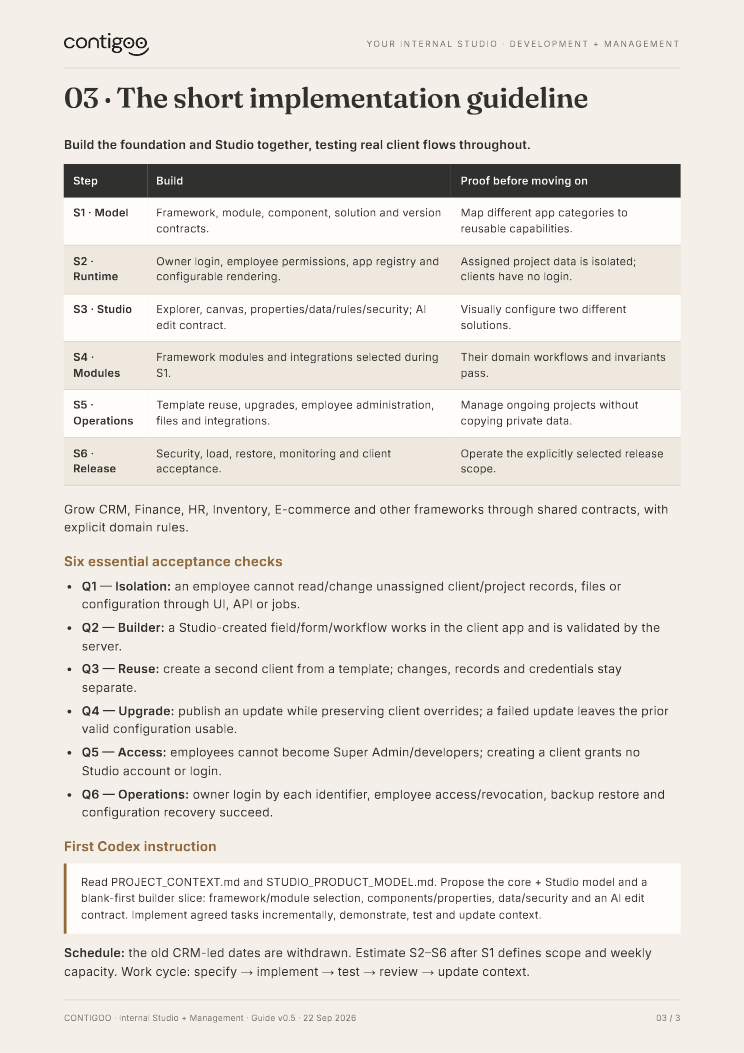 contigoo
YOUR INTERNAL STUDIO · DEVELOPMENT + MANAGEMENT
03 · The short implementation guideline
Build the foundation and Studio together, testing real client flows throughout.
Step Build Proof before moving on
S1 · Model Framework, module, component, solution and version Map different app categories to
contracts. reusable capabilities.
S2 · Owner login, employee permissions, app registry and Assigned project data is isolated;
Runtime configurable rendering. clients have no login.
S3 · Studio Explorer, canvas, properties/data/rules/security; AI Visually configure two different
edit contract. solutions.
S4 · Framework modules and integrations selected during Their domain workflows and invariants
Modules S1. pass.
S5 · Template reuse, upgrades, employee administration, Manage ongoing projects without
Operations files and integrations. copying private data.
S6 · Security, load, restore, monitoring and client Operate the explicitly selected release
Release acceptance. scope.
Grow CRM, Finance, HR, Inventory, E-commerce and other frameworks through shared contracts, with
explicit domain rules.
Six essential acceptance checks
• Q1 — Isolation: an employee cannot read/change unassigned client/project records, files or
configuration through UI, API or jobs.
• Q2 — Builder: a Studio-created field/form/workflow works in the client app and is validated by the
server.
• Q3 — Reuse: create a second client from a template; changes, records and credentials stay
separate.
• Q4 — Upgrade: publish an update while preserving client overrides; a failed update leaves the prior
valid configuration usable.
• Q5 — Access: employees cannot become Super Admin/developers; creating a client grants no
Studio account or login.
• Q6 — Operations: owner login by each identifier, employee access/revocation, backup restore and
configuration recovery succeed.
First Codex instruction
Read PROJECT_CONTEXT.md and STUDIO_PRODUCT_MODEL.md. Propose the core + Studio model and a
blank-first builder slice: framework/module selection, components/properties, data/security and an AI edit
contract. Implement agreed tasks incrementally, demonstrate, test and update context.
Schedule: the old CRM-led dates are withdrawn. Estimate S2–S6 after S1 defines scope and weekly
capacity. Work cycle: specify → implement → test → review → update context.
CONTIGOO · Internal Studio + Management · Guide v0.5 · 22 Sep 2026
03 / 3